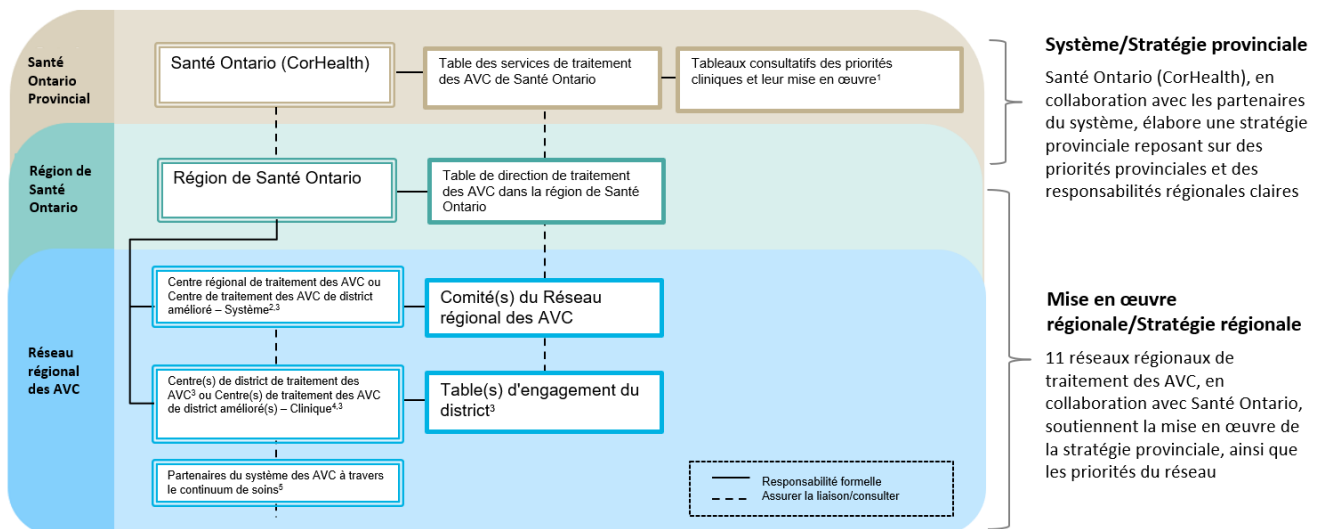 Santé
Ontario
Provincial
Santé Ontario (CorHealth)
Table des services de traitement
des AVC de Santé Ontario
Tableaux consultatifs des priorités
cliniques et leur mise en œuvre¹
Région de
Santé
Ontario
Région de Santé Ontario
Table de direction de traitement
des AVC dans la région de Santé
Ontario
Réseau
régional
des AVC
Centre régional de traitement des AVC ou
Centre de traitement des AVC de district
amélioré – Système²,³
Comité(s) du Réseau
régional des AVC
Centre(s) de district de traitement des
AVC³ ou Centre(s) de traitement des AVC
de district amélioré(s) – Clinique⁴,³
Table(s) d'engagement du
district³
Partenaires du système des AVC à travers
le continuum de soins⁵
Responsabilité formelle
Assurer la liaison/consulter
Système/Stratégie provinciale
Santé Ontario (CorHealth), en
collaboration avec les partenaires
du système, élabore une stratégie
provinciale reposant sur des
priorités provinciales et des
responsabilités régionales claires
Mise en œuvre
régionale/Stratégie régionale
11 réseaux régionaux de
traitement des AVC, en
collaboration avec Santé Ontario,
soutiennent la mise en œuvre de
la stratégie provinciale, ainsi que
les priorités du réseau